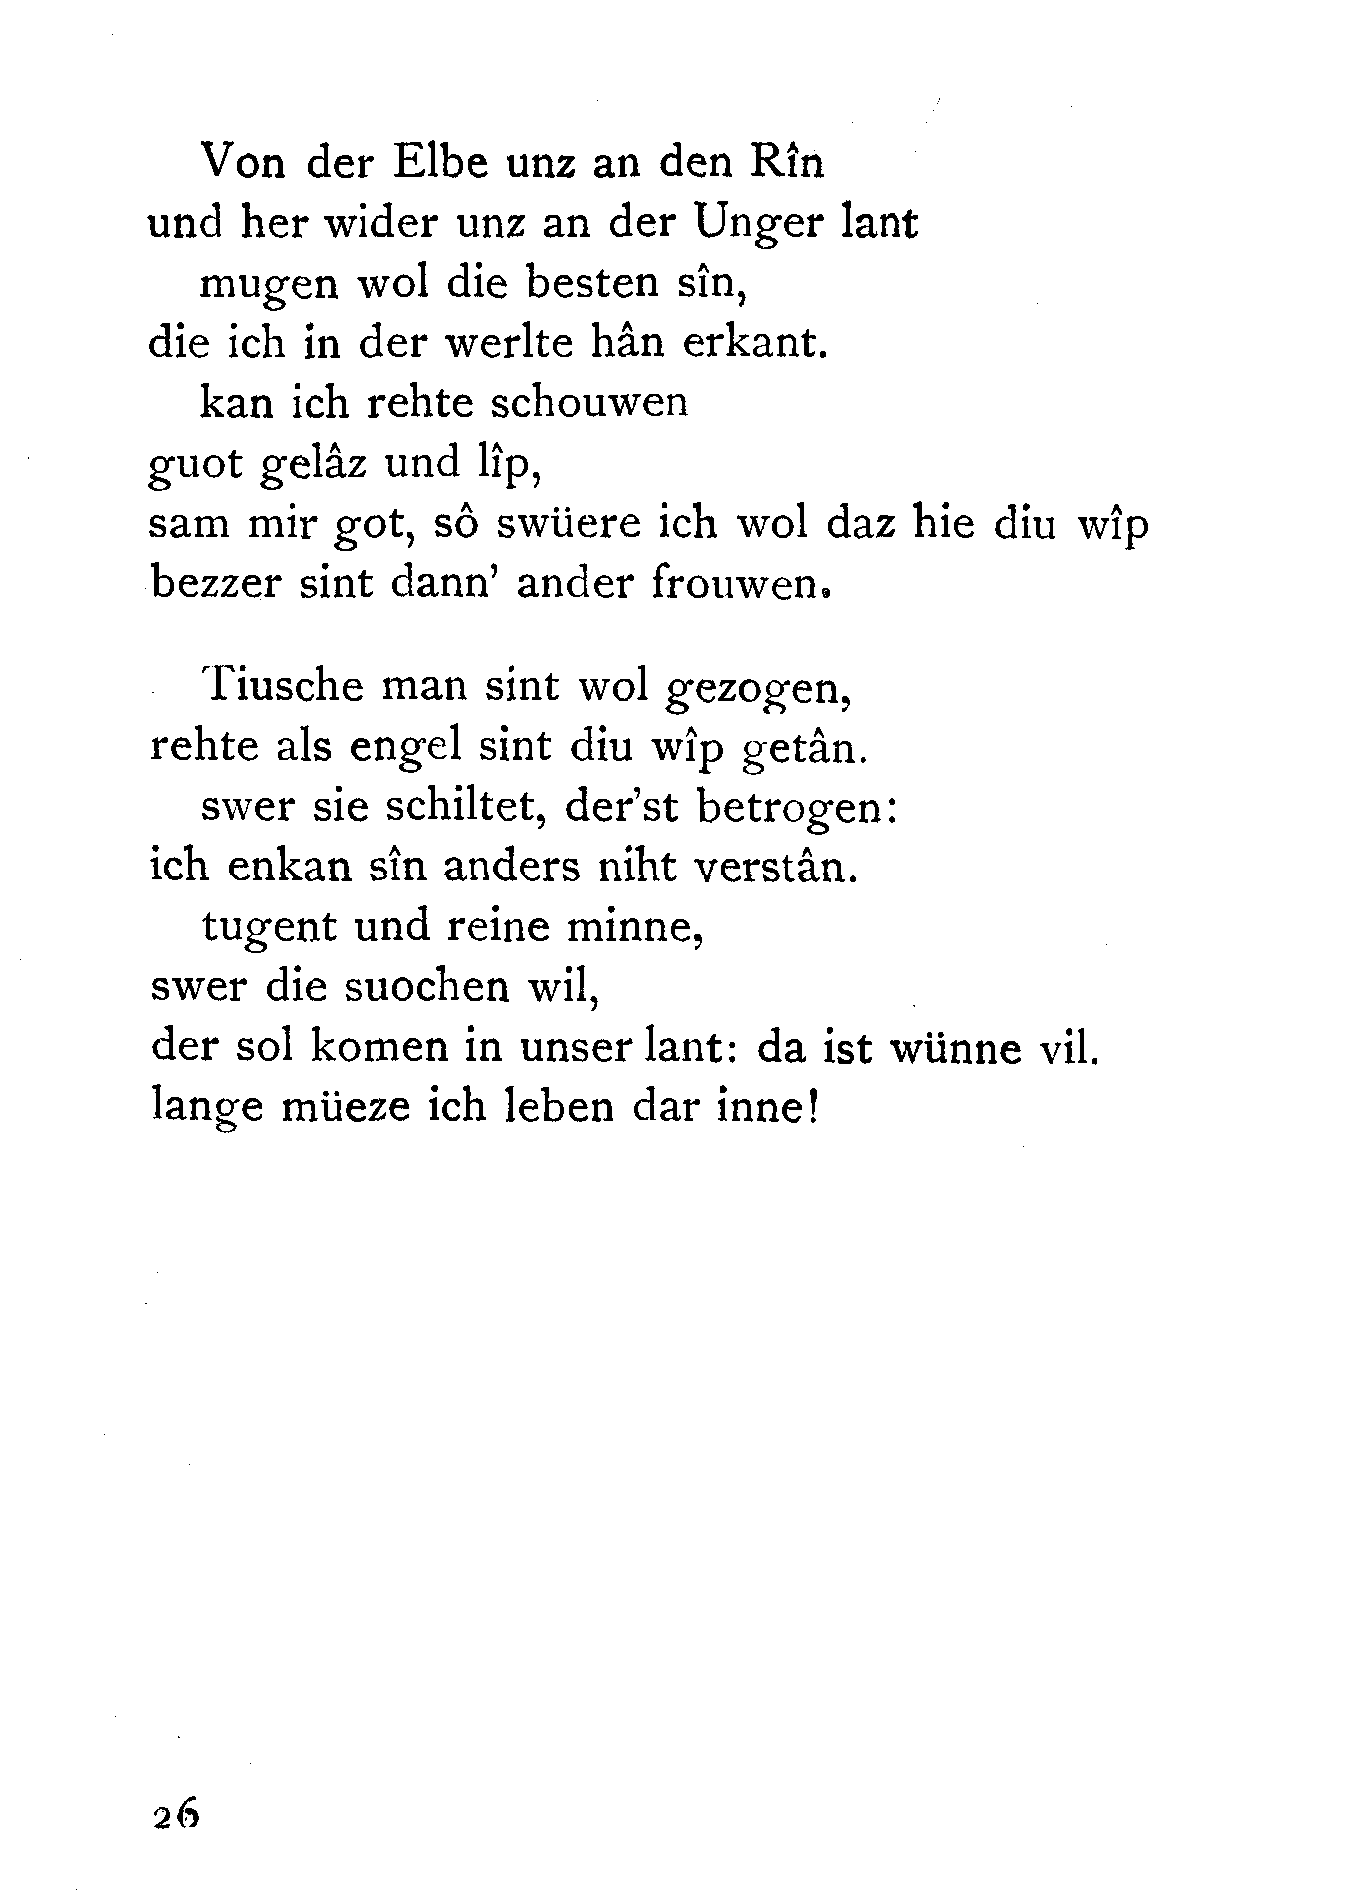 Von der Elbe unz an den Rîn
und her wider unz an der Unger lant
mugen wol die besten sîn,
die ich in der werlte hân erkant.
kan ich rehte schouwen
guot gelâz und lîp,
sam mir got, sô swüere ich wol daz hie diu wîp
bezzer sint dann' ander frouwen.
Tiusche man sint wol gezogen,
rehte als engel sint diu wîp getân.
swer sie schiltet, der'st betrogen:
ich enkan sîn anders niht verstân.
tugent und reine minne,
swer die suochen wil,
der sol komen in unser lant: da ist wünne vil.
lange müeze ich leben dar inne!
26